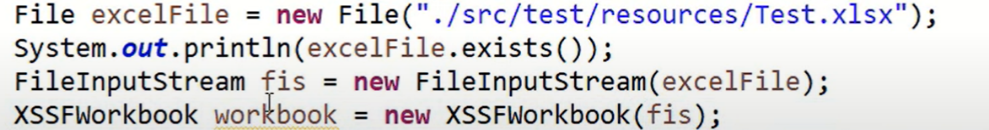 File excelFile = new File("./src/test/resources/Test.xlsx");
System.out.println(excelFile.exists());
FileInputStream fis = new FileInputStream(excelFile);
XSSFWorkbook workbook = new XSSFWorkbook(fis);